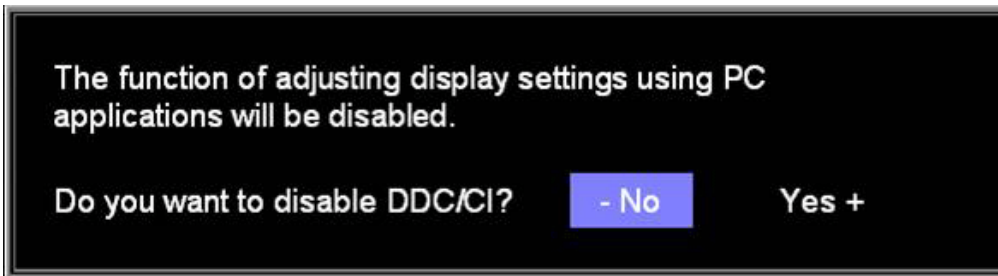 The function of adjusting display settings using PC
applications will be disabled.
Do you want to disable DDC/CI? - No Yes +